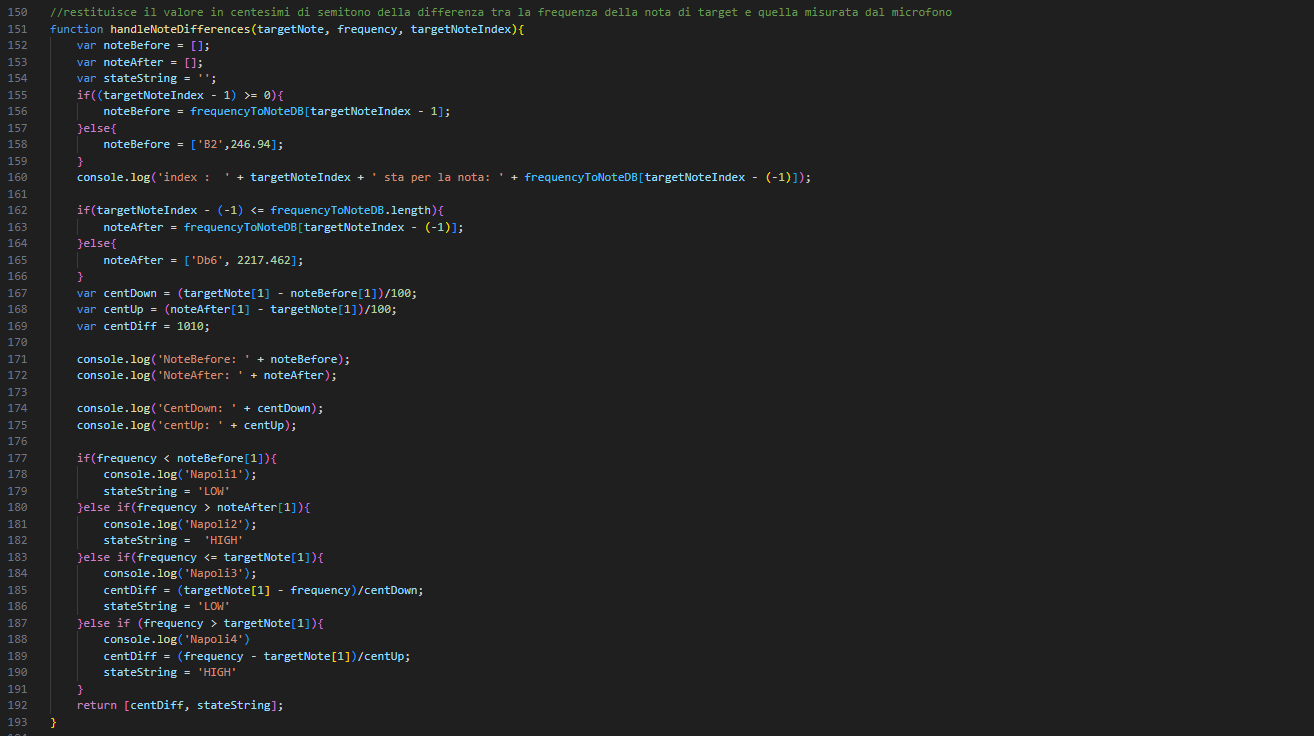 150 //restituisce il valore in centesimi di semitono della differenza tra la frequenza della nota di target e quella misurata dal microfono
151 function handleNoteDifferences(targetNote, frequency, targetNoteIndex){
152     var noteBefore = [];
153     var noteAfter = [];
154     var stateString = '';
155     if((targetNoteIndex - 1) >= 0){
156         noteBefore = frequencyToNoteDB[targetNoteIndex - 1];
157     }else{
158         noteBefore = ['B2',246.94];
159     }
160     console.log('index :  ' + targetNoteIndex + ' sta per la nota: ' + frequencyToNoteDB[targetNoteIndex - (-1)]);
161
162     if(targetNoteIndex - (-1) <= frequencyToNoteDB.length){
163         noteAfter = frequencyToNoteDB[targetNoteIndex - (-1)];
164     }else{
165         noteAfter = ['Db6', 2217.462];
166     }
167     var centDown = (targetNote[1] - noteBefore[1])/100;
168     var centUp = (noteAfter[1] - targetNote[1])/100;
169     var centDiff = 1010;
170
171     console.log('NoteBefore: ' + noteBefore);
172     console.log('NoteAfter: ' + noteAfter);
173
174     console.log('CentDown: ' + centDown);
175     console.log('centUp: ' + centUp);
176
177     if(frequency < noteBefore[1]){
178         console.log('Napoli1');
179         stateString = 'LOW'
180     }else if(frequency > noteAfter[1]){
181         console.log('Napoli2');
182         stateString =  'HIGH'
183     }else if(frequency <= targetNote[1]){
184         console.log('Napoli3');
185         centDiff = (targetNote[1] - frequency)/centDown;
186         stateString = 'LOW'
187     }else if (frequency > targetNote[1]){
188         console.log('Napoli4')
189         centDiff = (frequency - targetNote[1])/centUp;
190         stateString = 'HIGH'
191     }
192     return [centDiff, stateString];
193 }